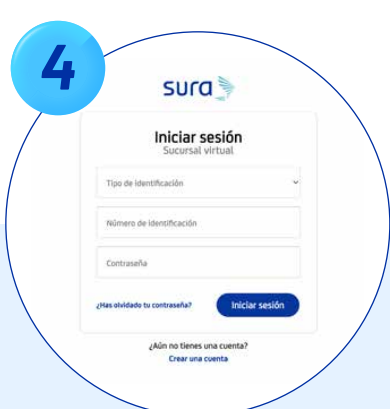 4
sura
Iniciar sesión
Sucursal virtual
Tipo de identificación
Número de identificación
Contraseña
¿Has olvidado tu contraseña?
Iniciar sesión
¿Aún no tienes una cuenta?
Crear una cuenta